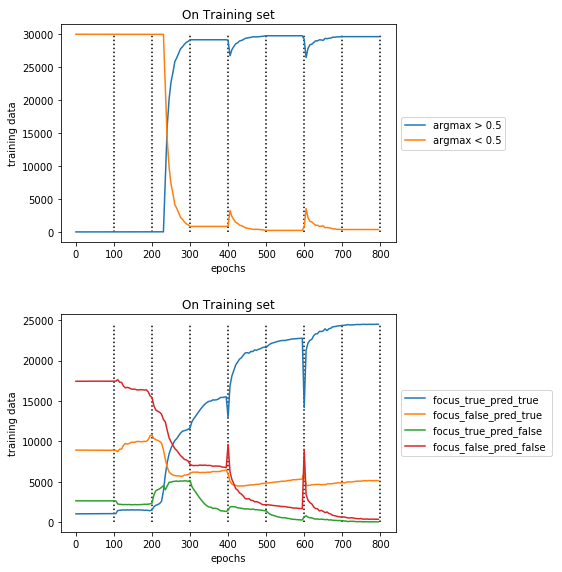 On Training set
30000
25000
20000
15000
10000
5000
0
training data
0 100 200 300 400 500 600 700 800
epochs
argmax > 0.5
argmax < 0.5
On Training set
25000
20000
15000
10000
5000
0
training data
0 100 200 300 400 500 600 700 800
epochs
focus_true_pred_true
focus_false_pred_true
focus_true_pred_false
focus_false_pred_false